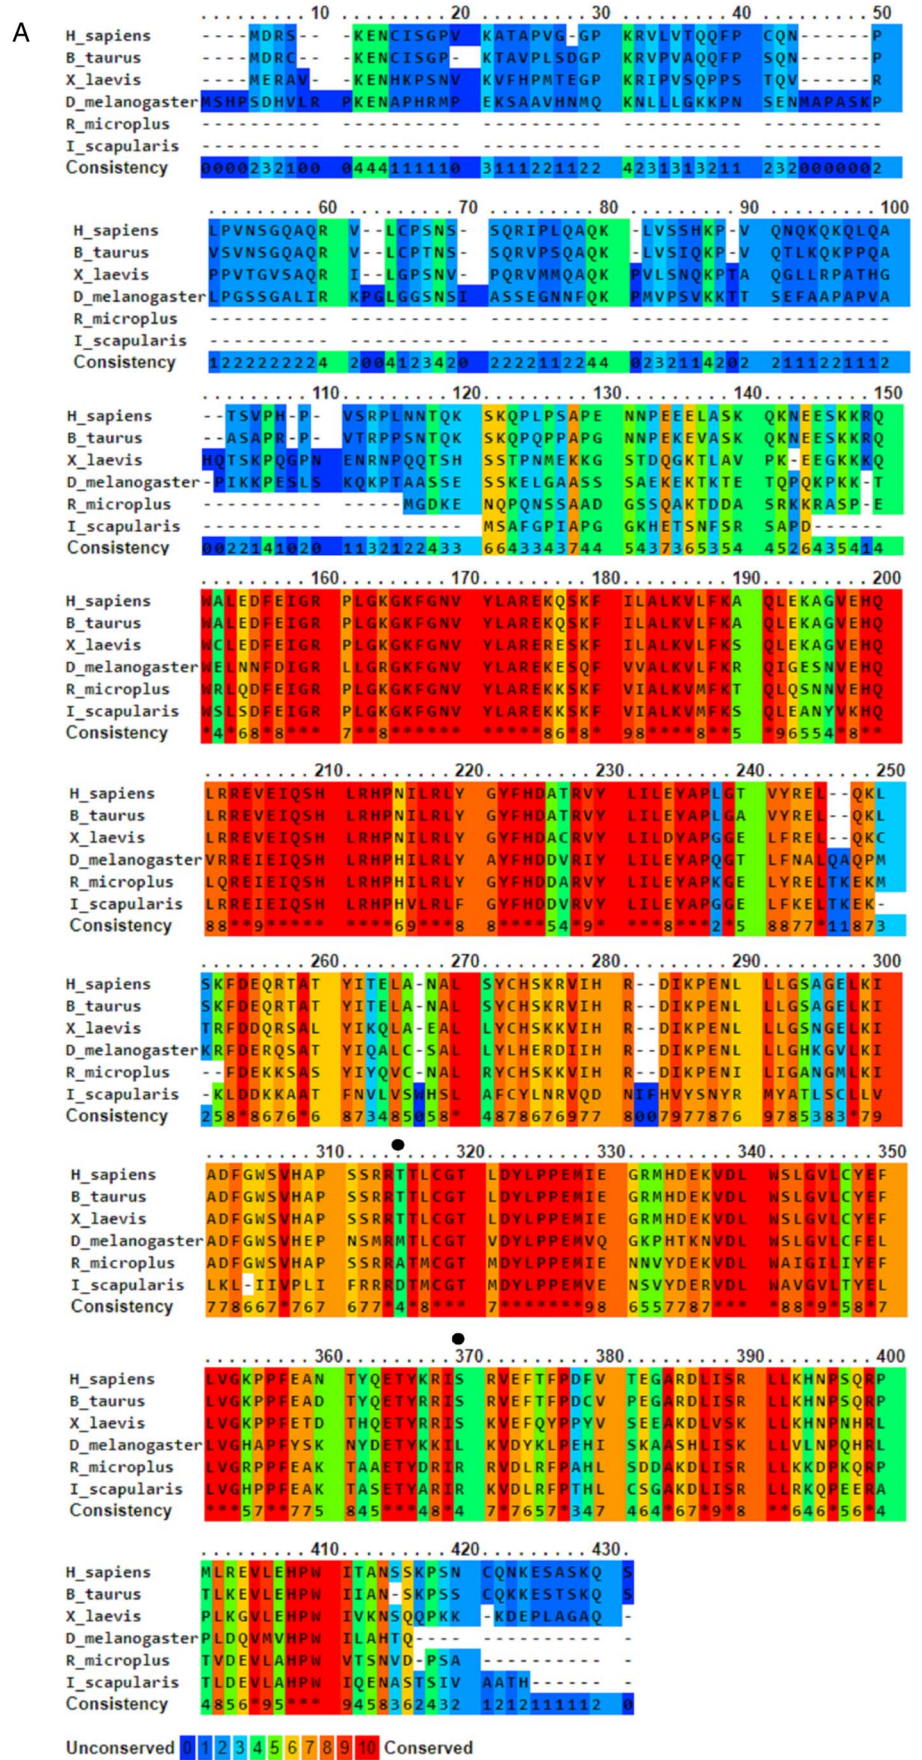 A
. . . . . . . . . 10 . . . . . . . . . 20 . . . . . . . . . 30 . . . . . . . . . 40 . . . . . . . . . 50
H_sapiens ----MDRS-- -KENCISGPV KATAPVG-GP KRVLVTQQFP CQN------P
B_taurus ----MDRC-- -KENCISGP- KTAVPLSDGP KRVPVAQQFP SQN------P
X_laevis ----MERAV- -KENHKPSNV KVFHPMTEGP KRIPVSQPPS TQV------R
D_melanogaster MSHPSDHVLR PKENAPHRMP EKSAAVHNMQ KNLLLGKKPN SENMAPASKP
R_microplus ---------- ---------- ---------- ---------- ----------
I_scapularis ---------- ---------- ---------- ---------- ----------
Consistency 0000232100 0444111110 3111221122 4231313211 2320000002
60 70 80 90 100
H_sapiens LPVNSGQAQR V--LCPSNS- SQRIPLQAQK -LVSSHKP-V QNQKQKQLQA
B_taurus VSVNSGQAQR V--LCPTNS- SQRVPSQAQK -LVSIQKP-V QTLKQKPPQA
X_laevis PPVTGVSAQR I--LGPSNV- PQRVMMQAQK PVLSNQKPTA QGLLRPATHG
D_melanogaster LPGSSGALIR KPGLGGSNSI ASSEGNNFQK PMVPSVKKTT SEFAAPAPVA
R_microplus ---------- ---------- ---------- ---------- ----------
I_scapularis ---------- ---------- ---------- ---------- ----------
Consistency 1222222224 2004123420 2222112244 0232114202 2111221112
. . . . . . . . . 110 . . . . . . . . . 120 . . . . . . . . . 130 . . . . . . . . . 140 . . . . . . . . . 150
H_sapiens --TSVPH-P- VSRPLNNTQK SKQPLPSAPE NNPEEELASK QKNEESKKRQ
B_taurus --ASAPR-P- VTRPPSNTQK SKQPQPPAPG NNPEKEVASK QKNEESKKRQ
X_laevis HQTSKPQGPN ENRNPQQTSH SSTPNMEKKG STDQGKTLAV PK-EEGKKKQ
D_melanogaster -PIKKPESLS KQKPTAASSE SSKELGAASS SAEKEKTKTE TQPQKPKK-T
R_microplus ---------- ------MGDKE NQPQNSSAAD GSSQAKTDDA SRKKRASP-E
I_scapularis ---------- ---------- MSAFGPIAPG GKHETSNFSR SAPD------
Consistency 0022141020 1132122433 6643343744 5437365354 4526435414
. . . . . . . . . 160 . . . . . . . . . 170 . . . . . . . . . 180 . . . . . . . . . 190 . . . . . . . . . 200
H_sapiens WALEDFEIGR PLGKGKFGNV YLAREKQSKF ILALKVLFKA QLEKAGVEHQ
B_taurus WALEDFEIGR PLGKGKFGNV YLAREKQSKF ILALKVLFKA QLEKAGVEHQ
X_laevis WCLEDFEIGR PLGKGKFGNV YLARERESKF ILALKVLFKS QLEKAGVEHQ
D_melanogaster WELNNFDIGR LLGRGKFGNV YLAREKESQF VVALKVLFKR QIGESNVEHQ
R_microplus WRLQDFEIGR PLGKGKFGNV YLAREKKSKF VIALKVMFKT QLQSNNVEHQ
I_scapularis WSLSDFEIGR PLGKGKFGNV YLAREKKSKF VIALKVMFKS QLEANYVKHQ
Consistency *4*68*8*** 7**8****** ******86*8* 98****8**5 *96554*8**
. . . . . . . . . 210 . . . . . . . . . 220 . . . . . . . . . 230 . . . . . . . . . 240 . . . . . . . . . 250
H_sapiens LRREVEIQSH LRHPNILRLY GYFHDATRVY LILEYAPLGT VYREL--QKL
B_taurus LRREVEIQSH LRHPNILRLY GYFHDATRVY LILEYAPLGA VYREL--QKL
X_laevis LRREVEIQSH LRHPNILRLY GYFHDACRVY LILDYAPGGE LFREL--QKC
D_melanogaster VRREIEIQSH LRHPHILRLY AYFHDDVRIY LILEYAPQGT LFNALQAQPM
R_microplus LQREIEIQSH LRHPHILRLY GYFHDDARVY LILEYAPKGE LYRELTKEKM
I_scapularis LRREIEIQSH LRHPHVLRLF GYFHDDVRVY LILEYAPGGE LFKELTKEK-
Consistency 88**9***** ****69***8 8****54*9* ***8***2*5 8877*11873
. . . . . . . . . 260 . . . . . . . . . 270 . . . . . . . . . 280 . . . . . . . . . 290 . . . . . . . . . 300
H_sapiens SKFDEQRTAT YITELA-NAL SYCHSKRVIH R--DIKPENL LLGSAGELKI
B_taurus SKFDEQRTAT YITELA-NAL SYCHSKRVIH R--DIKPENL LLGSAGELKI
X_laevis TRFDDQRSAL YIKQLA-EAL LYCHSKKVIH R--DIKPENL LLGSNGELKI
D_melanogaster KRFDERQSAT YIQALC-SAL LYLHERDIIH R--DIKPENL LLGHKGVLKI
R_microplus --FDEKKSAS YIYQVC-NAL RYCHSKKVIH R--DIKPENL LIGANGMLKI
I_scapularis -KLDDKKAAT FNVLVSWHSL AFCYLNRVQD NIFHVYSNYR MYATLSCLLV
Consistency 258*8676*6 873485058* 4878676977 8007977876 9785383*79
. . . . . . . . . 310 . . . . . . . . . 320 . . . . . . . . . 330 . . . . . . . . . 340 . . . . . . . . . 350
H_sapiens ADFGWSVHAP SSRRTTLCGT LDYLPPEMIE GRMHDEKVDL WSLGVLCYEF
B_taurus ADFGWSVHAP SSRRTTLCGT LDYLPPEMIE GRMHDEKVDL WSLGVLCYEF
X_laevis ADFGWSVHAP SSRRTTLCGT LDYLPPEMIE GRMHDEKVDL WSLGVLCYEF
D_melanogaster ADFGWSVHEP NSMRMTLCGT VDYLPPEMVQ GKPHTKNVDL WSLGVLCFEL
R_microplus ADFGWSVHAP SSRRATMCGT MDYLPPEMVE NNVYDEKVDL WAIGILIYEF
I_scapularis LKL-IIVPLI FRRRDTMCGT MDYLPPEMVE NSVYDERVDL WAVGVLTYEL
Consistency 778667*767 677*4*8*** 7*******98 6557787*** *88*9*58*7
. . . . . . . . . 360 . . . . . . . . . 370 . . . . . . . . . 380 . . . . . . . . . 390 . . . . . . . . . 400
H_sapiens LVGKPPFEAN TYQETYKRIS RVEFTFPDFV TEGARDLISR LLKHNPSQRP
B_taurus LVGKPPFEAD TYQETYRRIS RVEFTFPDCV PEGARDLISR LLKHNPSQRP
X_laevis LVGKPPFETD THQETYRRIS KVEFQYPPYV SEEAKDLVSK LLKHNPNHRL
D_melanogaster LVGHAPFYSK NYDETYKKIL KVDYKLPEHI SKAASHLISK LLVLNPQHRL
R_microplus LVGRPPFEAK TAAETYDRIR RVDLRFPAHL SDDAKDLISR LLKKDPKQRP
I_scapularis LVGHPPFEAK TASETYARIR KVDLRFPTHL CSGAKDLISR LLRKQPEERA
Consistency ***57**775 845***48*4 7*7657*347 464*67*9*8 **646*56*4
. . . . . . . . . 410 . . . . . . . . . 420 . . . . . . . . . 430 .
H_sapiens MLREVLEHPW ITANSSKPSN CQNKESASKQ S
B_taurus TLKEVLEHPW IIAN-SKPSS CQKKESTSKQ S
X_laevis PLKGVLEHPW IVKNSQQPKK -KDEPLAGAQ -
D_melanogaster PLDQVMVHPW ILAHTQ---- ---------- -
R_microplus TVDEVLAHPW VTSNVD-PSA ---------- -
I_scapularis TLDEVLAHPW IQENASTSIV AATH------ -
Consistency 4856*95*** 9458362432 1212111112 0
Unconserved 0 1 2 3 4 5 6 7 8 9 10 Conserved